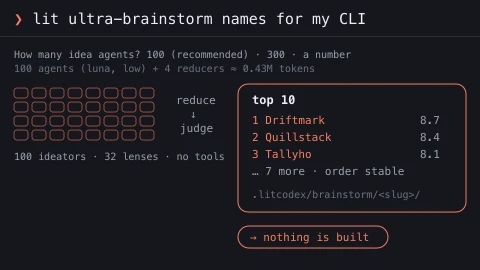 ❯ lit ultra-brainstorm names for my CLI
How many idea agents? 100 (recommended) · 300 · a number
100 agents (luna, low) + 4 reducers ≈ 0.43M tokens
reduce
↓
judge
100 ideators · 32 lenses · no tools
top 10
1 Driftmark 8.7
2 Quillstack 8.4
3 Tallyho 8.1
… 7 more · order stable
.litcodex/brainstorm/<slug>/
→ nothing is built